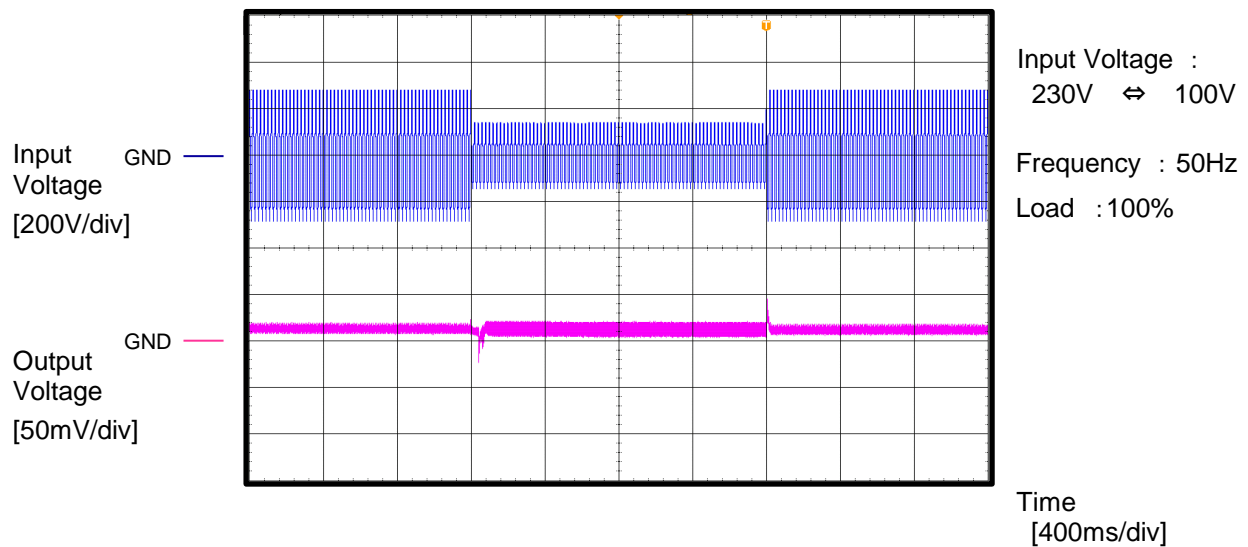 T
Input Voltage :
230V ⇔ 100V
Input
Voltage
[200V/div]
GND
Frequency : 50Hz
Load :100%
Output
Voltage
[50mV/div]
GND
Time
[400ms/div]